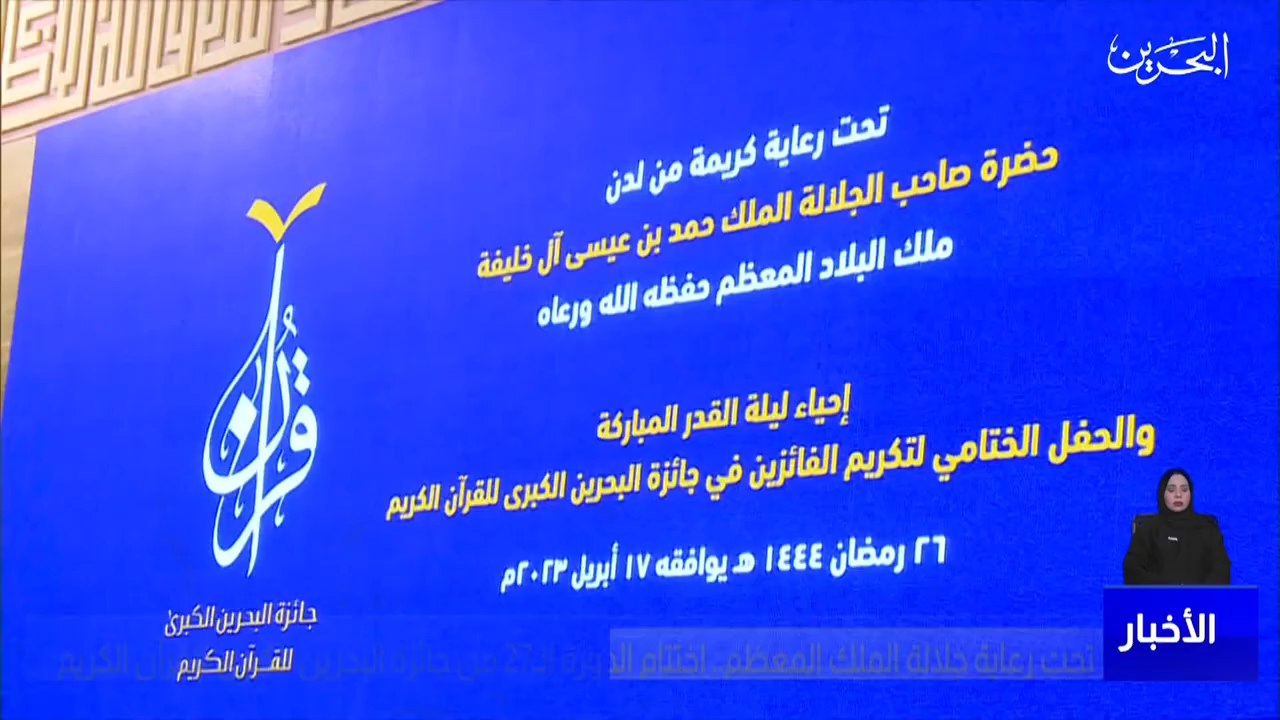 البحرين
تحت رعاية كريمة من لدن
حضرة صاحب الجلالة الملك حمد بن عيسى آل خليفة
ملك البلاد المعظم حفظه الله ورعاه
إحياء ليلة القدر المباركة
والحفل الختامي لتكريم الفائزين في جائزة البحرين الكبرى للقرآن الكريم
٢٦ رمضان ١٤٤٤ هـ يوافقه ١٧ أبريل ٢٠٢٣م
قرآن
جائزة البحرين الكبرى
للقرآن الكريم
الأخبار
تحت رعاية جلالة الملك المعظم.. اختتام الدورة الـ27 من جائزة البحرين